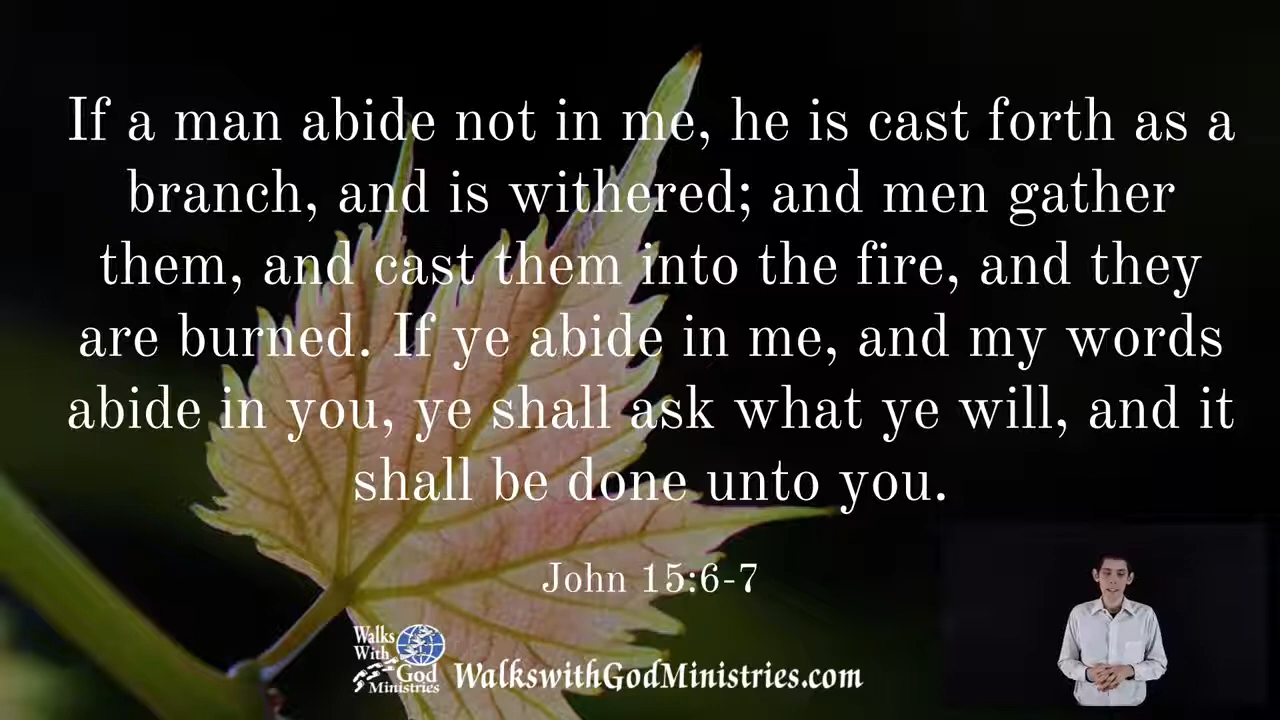 If a man abide not in me, he is cast forth as a
branch, and is withered; and men gather
them, and cast them into the fire, and they
are burned. If ye abide in me, and my words
abide in you, ye shall ask what ye will, and it
shall be done unto you.
John 15:6-7
Walks
With
God
Ministries
WalkswithGodMinistries.com